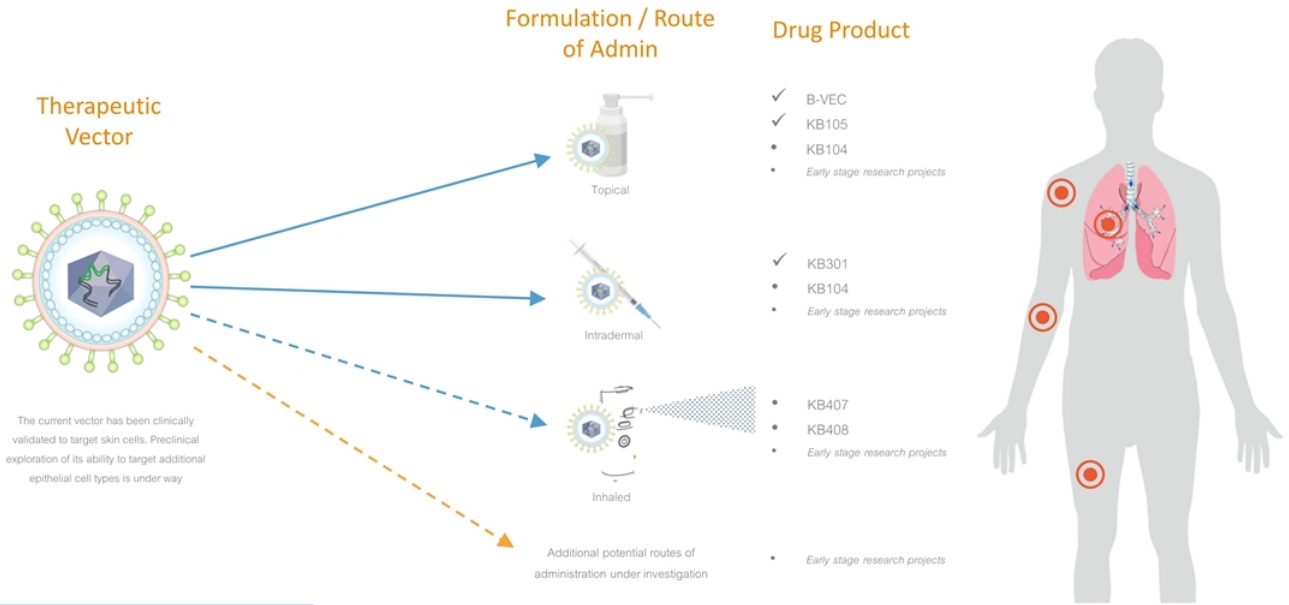 Therapeutic
Vector
The current vector has been clinically
validated to target skin cells. Preclinical
exploration of its ability to target additional
epithelial cell types is under way
Formulation / Route
of Admin
Topical
Intradermal
Inhaled
Additional potential routes of
administration under investigation
Drug Product
✓ B-VEC
✓ KB105
• KB104
• Early stage research projects
✓ KB301
• KB104
• Early stage research projects
• KB407
• KB408
• Early stage research projects
• Early stage research projects